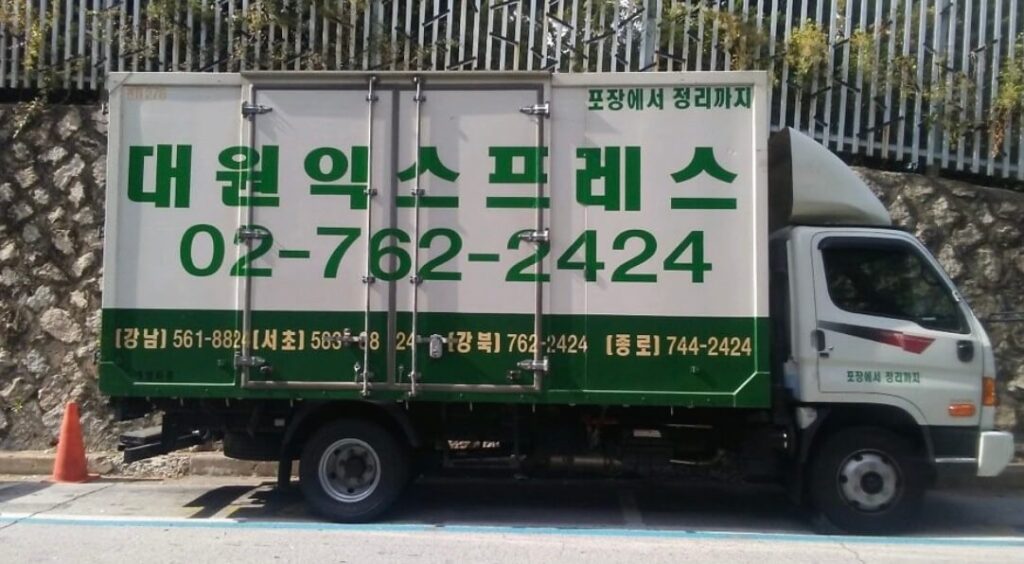 포장에서 정리까지
대원익스프레스
02-762-2424
[강남] 561-8824 [서초] [강북] 762-2424 [종로] 744-2424
포장에서 정리까지